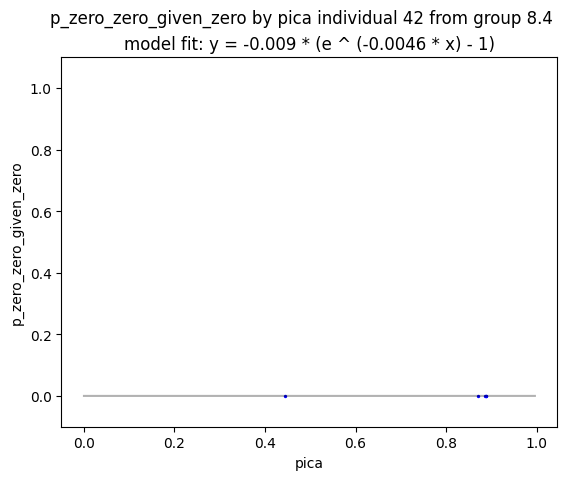 p_zero_zero_given_zero by pica individual 42 from group 8.4
model fit: y = -0.009 * (e ^ (-0.0046 * x) - 1)
1.0
0.8
0.6
0.4
0.2
0.0
p_zero_zero_given_zero
0.0 0.2 0.4 0.6 0.8 1.0
pica